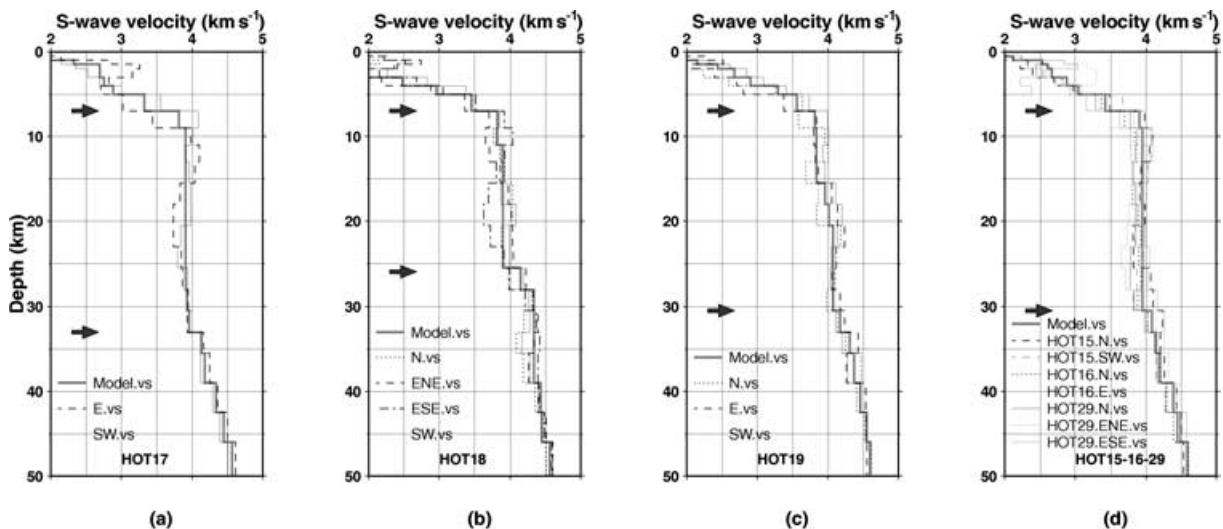 S-wave velocity (km s-1)
2 3 4 5
S-wave velocity (km s-1)
2 3 4 5
S-wave velocity (km s-1)
2 3 4 5
S-wave velocity (km s-1)
2 3 4 5
Depth (km)
0
10
20
30
40
50
Model.vs
E.vs
SW.vs
HOT17
(a)
0
10
20
30
40
50
Model.vs
N.vs
ENE.vs
ESE.vs
SW.vs
HOT18
(b)
0
10
20
30
40
50
Model.vs
N.vs
E.vs
SW.vs
HOT19
(c)
0
10
20
30
40
50
Model.vs
HOT15.N.vs
HOT15.SW.vs
HOT16.N.vs
HOT16.E.vs
HOT29.N.vs
HOT29.ENE.vs
HOT29.ESE.vs
HOT15-16-29
(d)